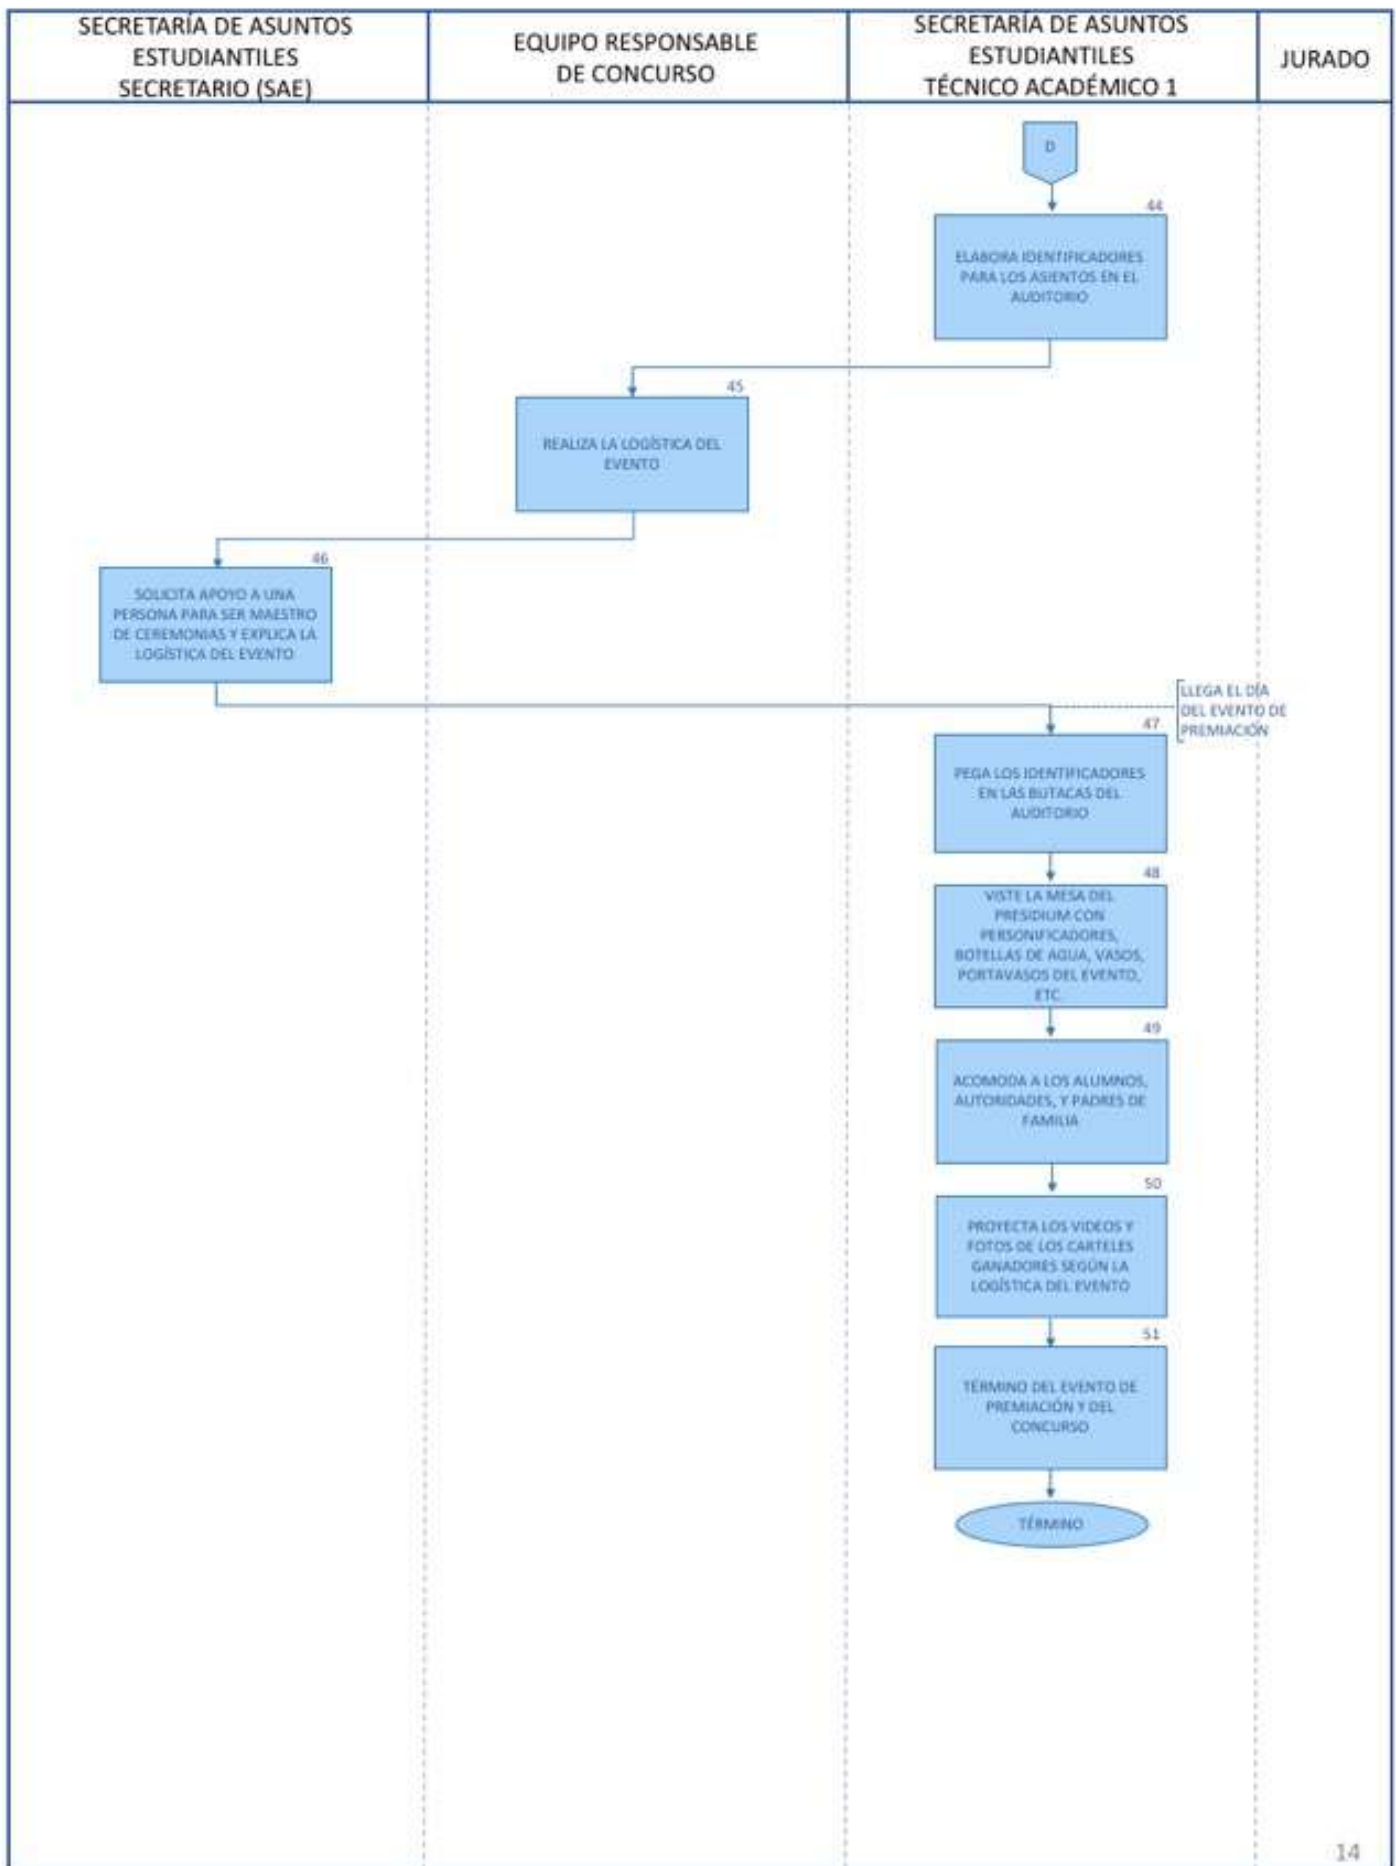 SECRETARÍA DE ASUNTOS
ESTUDIANTILES
SECRETARIO (SAE)
EQUIPO RESPONSABLE
DE CONCURSO
SECRETARÍA DE ASUNTOS
ESTUDIANTILES
TÉCNICO ACADÉMICO 1
JURADO
D
44
ELABORA IDENTIFICADORES
PARA LOS ASIENTOS EN EL
AUDITORIO
45
REALIZA LA LOGÍSTICA DEL
EVENTO
46
SOLICITA APOYO A UNA
PERSONA PARA SER MAESTRO
DE CEREMONIAS Y EXPLICA LA
LOGÍSTICA DEL EVENTO
LLEGA EL DÍA
DEL EVENTO DE
PREMIACIÓN
47
PEGA LOS IDENTIFICADORES
EN LAS BUTACAS DEL
AUDITORIO
48
VISTE LA MESA DEL
PRESIDIUM CON
PERSONIFICADORES,
BOTELLAS DE AGUA, VASOS,
PORTAVASOS DEL EVENTO,
ETC.
49
ACOMODA A LOS ALUMNOS,
AUTORIDADES, Y PADRES DE
FAMILIA
50
PROYECTA LOS VIDEOS Y
FOTOS DE LOS CARTELES
GANADORES SEGÚN LA
LOGÍSTICA DEL EVENTO
51
TÉRMINO DEL EVENTO DE
PREMIACIÓN Y DEL
CONCURSO
TÉRMINO
14